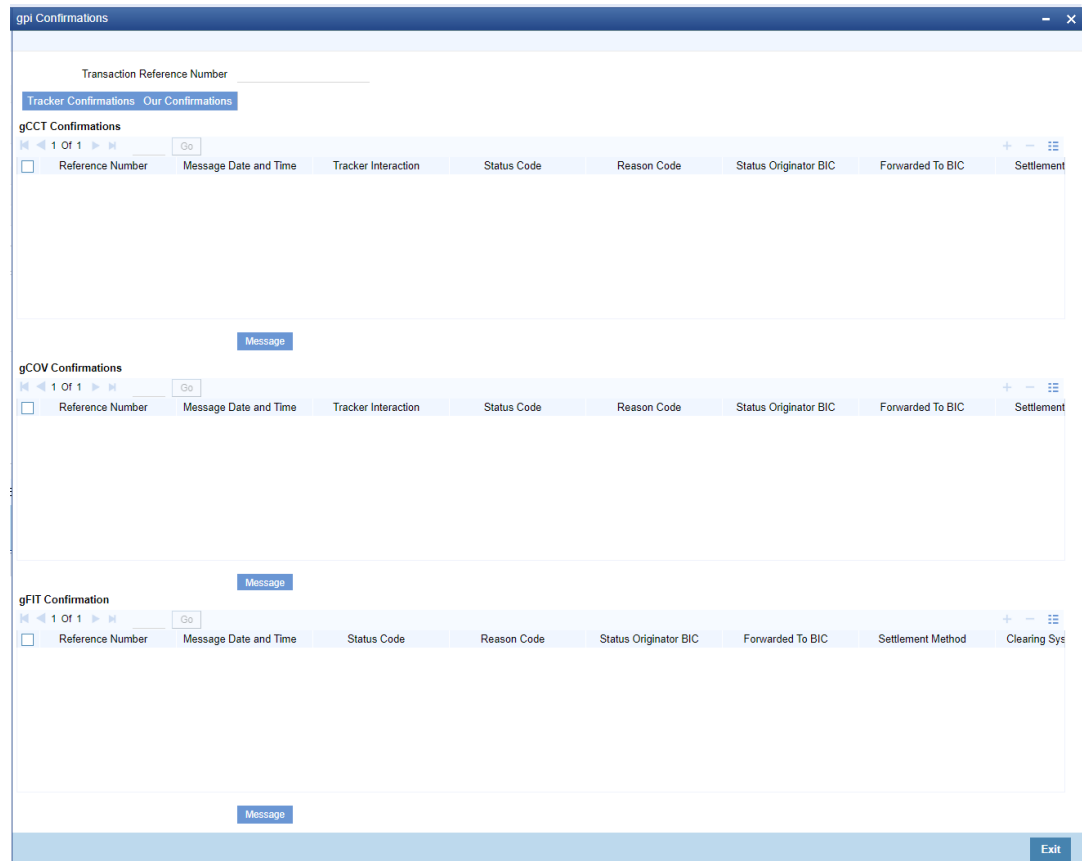 gpi Confirmations
Transaction Reference Number
Tracker Confirmations Our Confirmations
gCCT Confirmations
1 Of 1 Go
Reference Number Message Date and Time Tracker Interaction Status Code Reason Code Status Originator BIC Forwarded To BIC Settlement
Message
gCOV Confirmations
1 Of 1 Go
Reference Number Message Date and Time Tracker Interaction Status Code Reason Code Status Originator BIC Forwarded To BIC Settlement
Message
gFIT Confirmation
1 Of 1 Go
Reference Number Message Date and Time Status Code Reason Code Status Originator BIC Forwarded To BIC Settlement Method Clearing Sys
Message
Exit